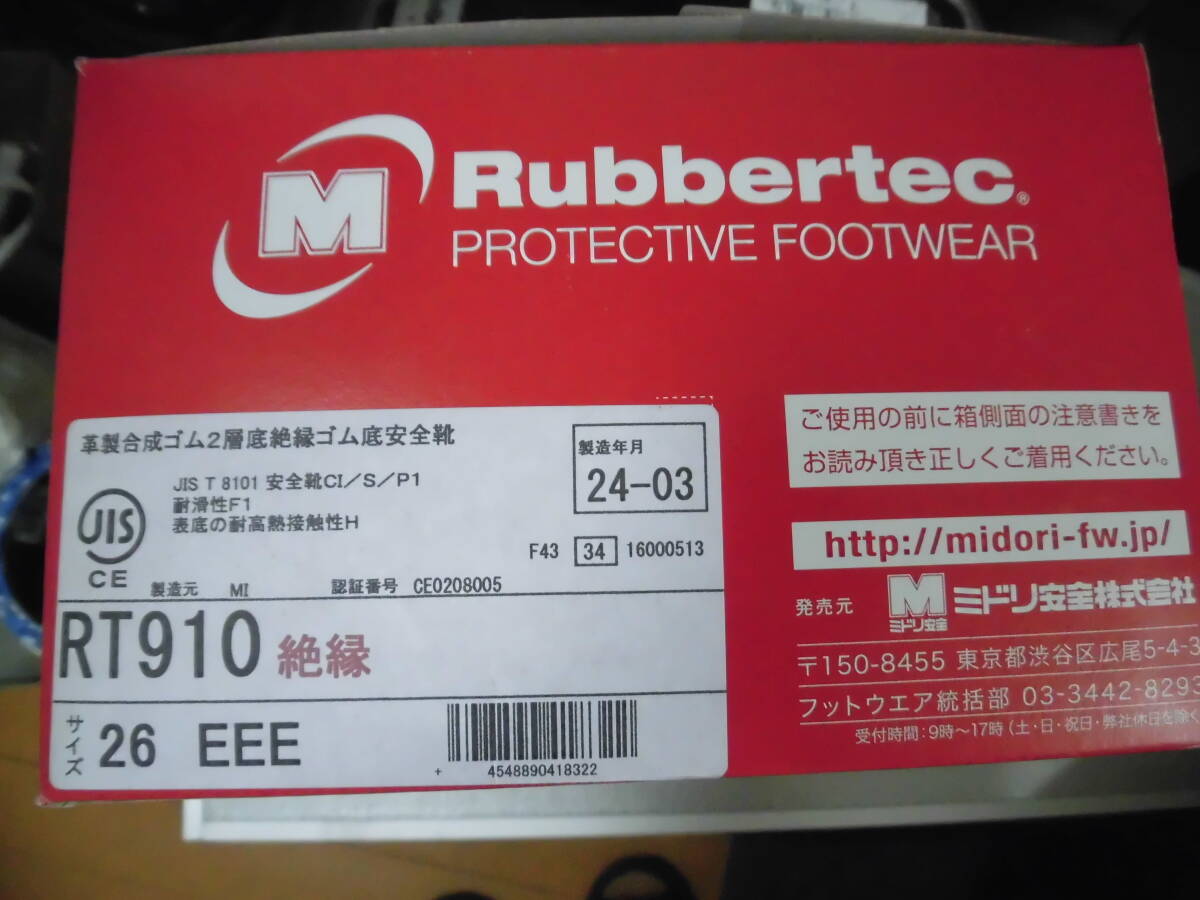 M
Rubbertec®
PROTECTIVE FOOTWEAR
革製合成ゴム2層底絶縁ゴム底安全靴
JIS T 8101 安全靴CI/S/P1
耐滑性F1
表底の耐高熱接触性H
製造年月
24-03
JIS
CE
F43 34 16000513
製造元 MI 認証番号 CE0208005
RT910 絶縁
サイズ 26 EEE
+ 4548890418322
ご使用の前に箱側面の注意書きを
お読み頂き正しくご着用ください。
http://midori-fw.jp/
発売元 M ミドリ安全 ミドリ安全株式会社
〒150-8455 東京都渋谷区広尾5-4-3
フットウエア統括部 03-3442-8293
受付時間:9時～17時(土・日・祝日・弊社休日を除く